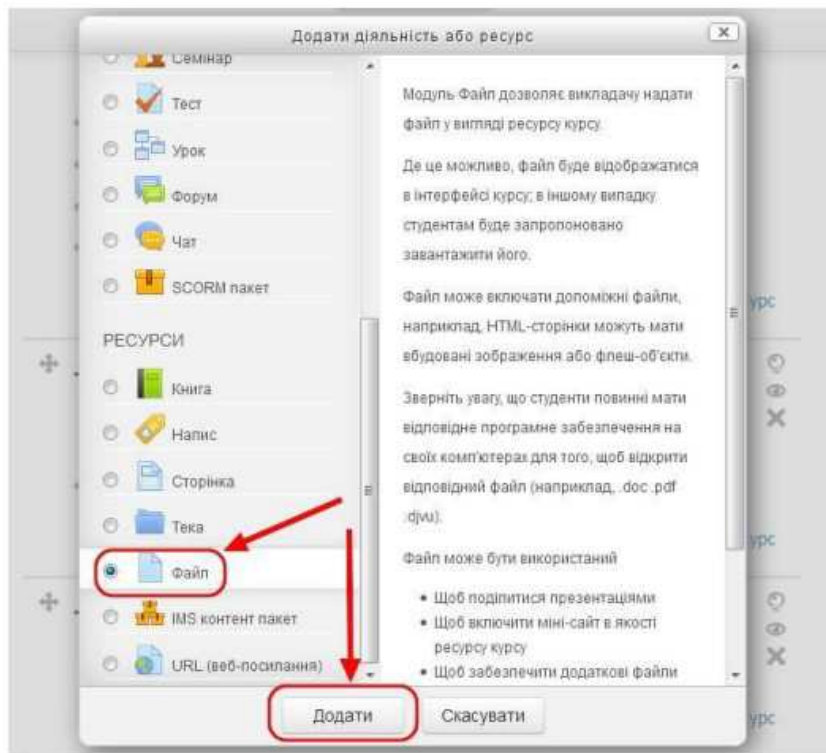 Додати діяльність або ресурс
Семінар
Тест
Урок
Форум
Чат
SCORM пакет
РЕСУРСИ
Книга
Напис
Сторінка
Тека
Файл
IMS контент пакет
URL (веб-посилання)
Модуль Файл дозволяє викладачу надати
файл у вигляді ресурсу курсу.
Де це можливо, файл буде відображатися
в інтерфейсі курсу; в іншому випадку
студентам буде запропоновано
завантажити його.
Файл може включати допоміжні файли,
наприклад, HTML-сторінки можуть мати
вбудовані зображення або флеш-об'єкти.
Зверніть увагу, що студенти повинні мати
відповідне програмне забезпечення на
своїх комп'ютерах для того, щоб відкрити
відповідний файл (наприклад, .doc .pdf
.djvu).
Файл може бути використаний
• Щоб поділитися презентаціями
• Щоб включити міні-сайт в якості
ресурсу курсу
• Щоб забезпечити додаткові файли
Додати
Скасувати
урс
урс
урс